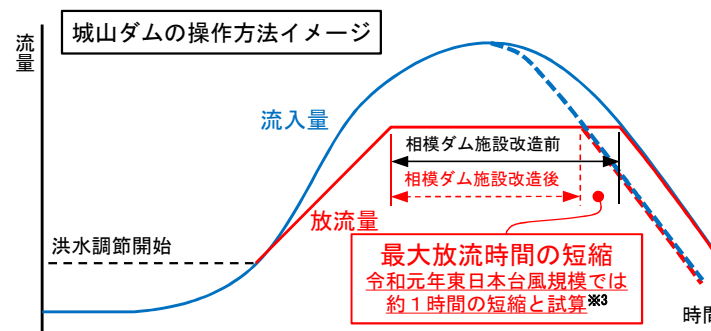 城山ダムの操作方法イメージ
流量
流入量
相模ダム施設改造前
相模ダム施設改造後
放流量
洪水調節開始
最大放流時間の短縮
令和元年東日本台風規模では
約1時間の短縮と試算※3
時間